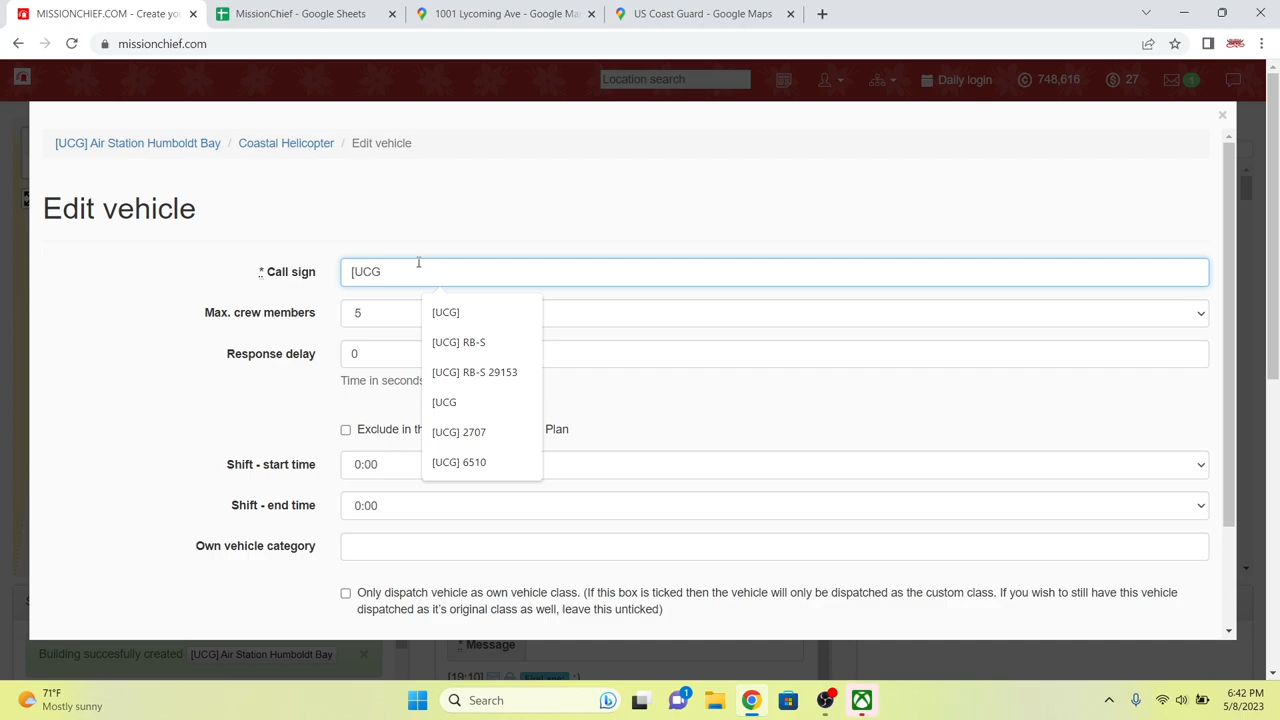 MISSIONCHIEF.COM - Create you
MissionChief - Google Sheets
1001 Lycoming Ave - Google Ma
US Coast Guard - Google Maps
missionchief.com
Location search
Daily login
748,616
27
[UCG] Air Station Humboldt Bay / Coastal Helicopter / Edit vehicle
Edit vehicle
* Call sign
[UCG
[UCG]
[UCG] RB-S
[UCG] RB-S 29153
[UCG
[UCG] 2707
[UCG] 6510
Max. crew members
5
Response delay
0
Time in seconds
Exclude in th
Plan
Shift - start time
0:00
Shift - end time
0:00
Own vehicle category
Only dispatch vehicle as own vehicle class. (If this box is ticked then the vehicle will only be dispatched as the custom class. If you wish to still have this vehicle
dispatched as it's original class as well, leave this unticked)
Building succesfully created [UCG] Air Station Humboldt Bay
* Message
[19:10]
71°F
Mostly sunny
Search
1
6:42 PM
5/8/2023